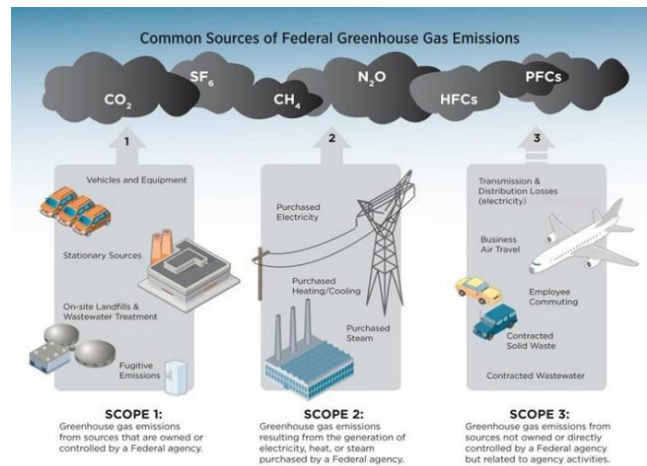 Common Sources of Federal Greenhouse Gas Emissions
CO₂
SF₆
CH₄
N₂O
HFCs
PFCs
1
Vehicles and Equipment
Stationary Sources
On-site Landfills &
Wastewater Treatment
Fugitive
Emissions
SCOPE 1:
Greenhouse gas emissions
from sources that are owned or
controlled by a Federal agency.
2
Purchased
Electricity
Purchased
Heating/Cooling
Purchased
Steam
SCOPE 2:
Greenhouse gas emissions
resulting from the generation of
electricity, heat, or steam
purchased by a Federal agency.
3
Transmission &
Distribution Losses
(electricity)
Business
Air Travel
Employee
Commuting
Contracted
Solid Waste
Contracted Wastewater
SCOPE 3:
Greenhouse gas emissions from
sources not owned or directly
controlled by a Federal agency
but related to agency activities.